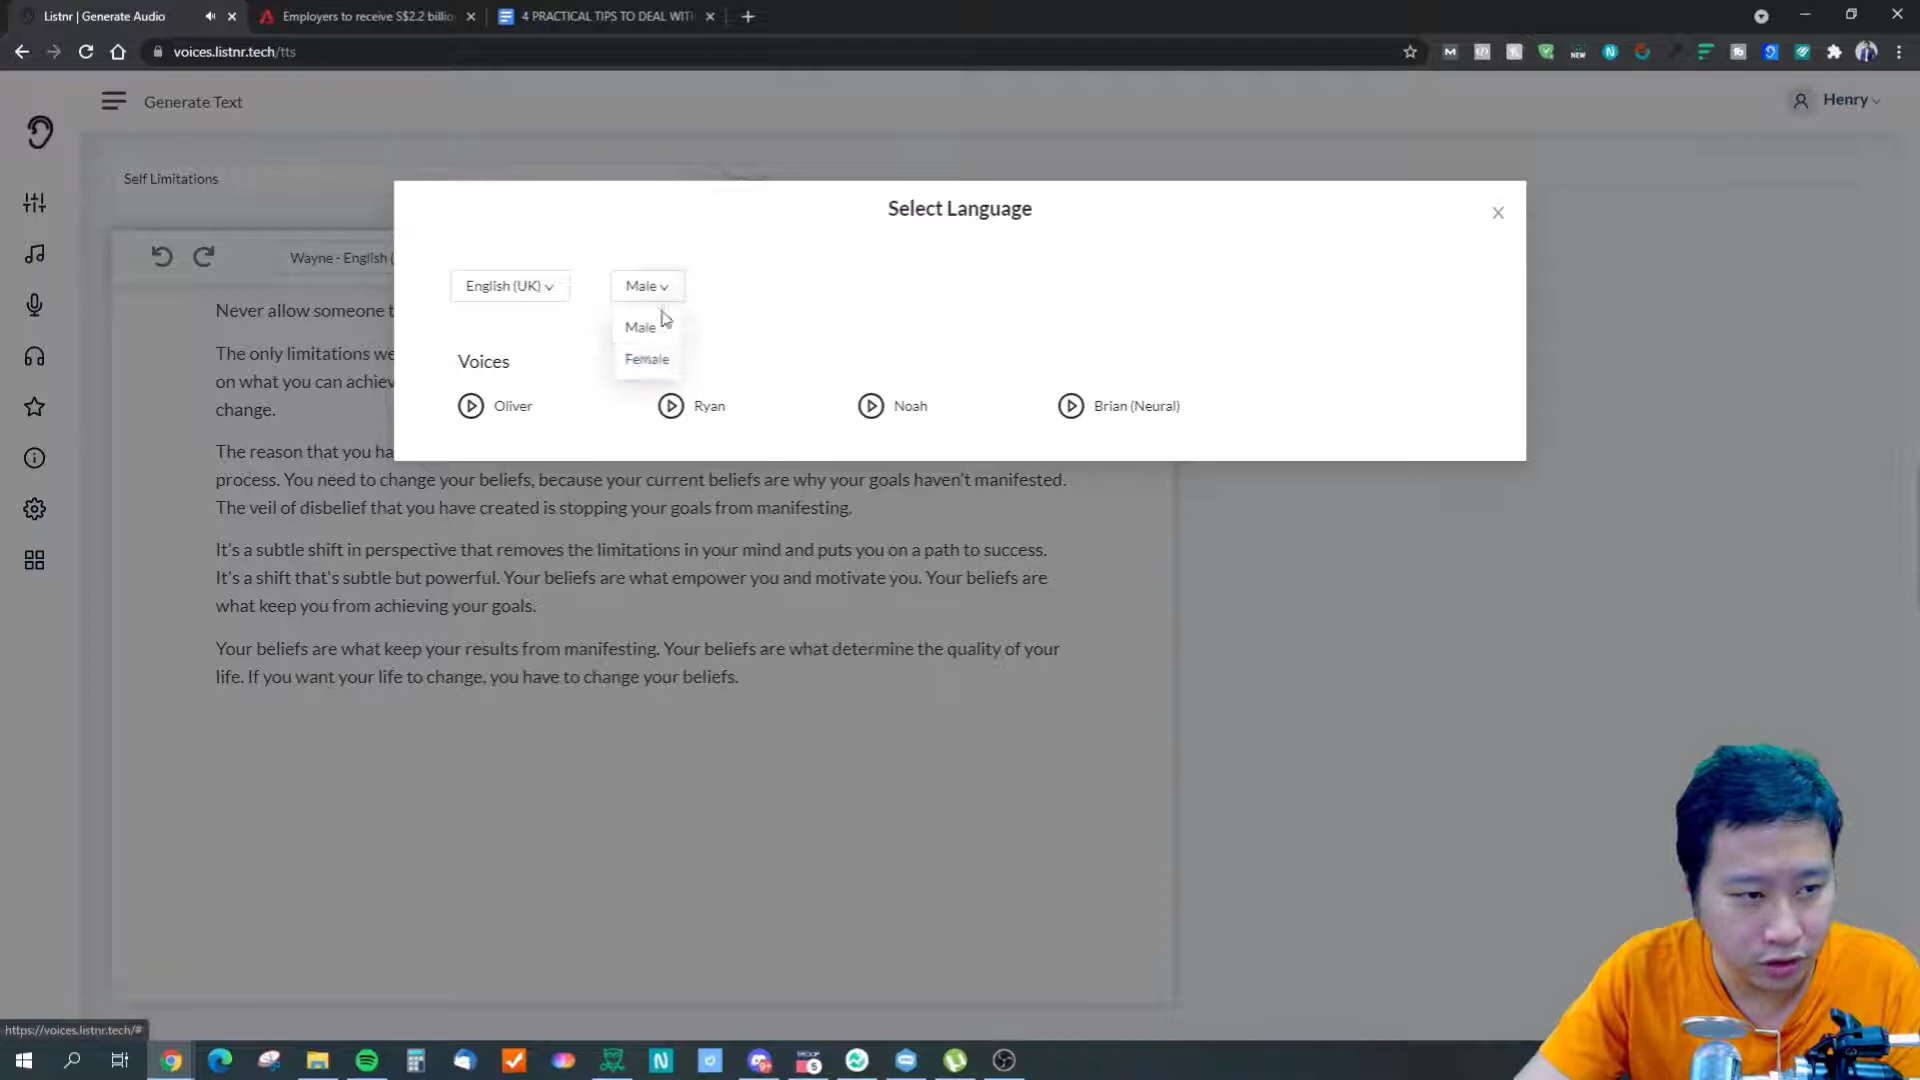 Listnr | Generate Audio
Employers to receive S$2.2 billio
4 PRACTICAL TIPS TO DEAL WIT
voices.listnr.tech/tts
Generate Text
Henry
Self Limitations
Select Language
X
Wayne - English (
English (UK)
Male
Never allow someone t
Male
Female
The only limitations we
on what you can achiev
change.
Voices
Oliver
Ryan
Noah
Brian (Neural)
The reason that you ha
process. You need to change your beliefs, because your current beliefs are why your goals haven't manifested.
The veil of disbelief that you have created is stopping your goals from manifesting.
It's a subtle shift in perspective that removes the limitations in your mind and puts you on a path to success.
It's a shift that's subtle but powerful. Your beliefs are what empower you and motivate you. Your beliefs are
what keep you from achieving your goals.
Your beliefs are what keep your results from manifesting. Your beliefs are what determine the quality of your
life. If you want your life to change, you have to change your beliefs.
https://voices.listnr.tech/#